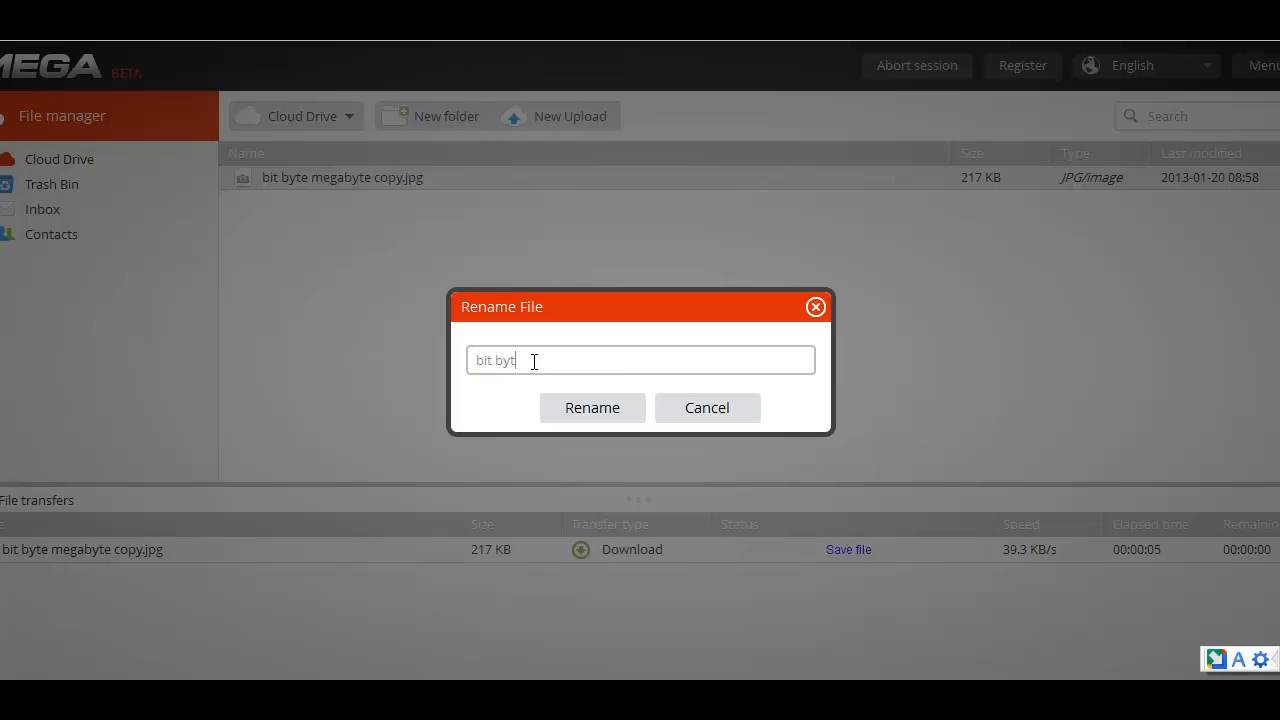 MEGA BETA
Abort session Register English Menu
File manager
Cloud Drive New folder New Upload Search
Cloud Drive
Trash Bin
Inbox
Contacts
Name Size Type Last modified
bit byte megabyte copy.jpg 217 KB JPG/image 2013-01-20 08:58
Rename File
bit byt
Rename Cancel
File transfers
Size Transfer type Status Speed Elapsed time Remainin
bit byte megabyte copy.jpg 217 KB Download Save file 39.3 KB/s 00:00:05 00:00:00
A